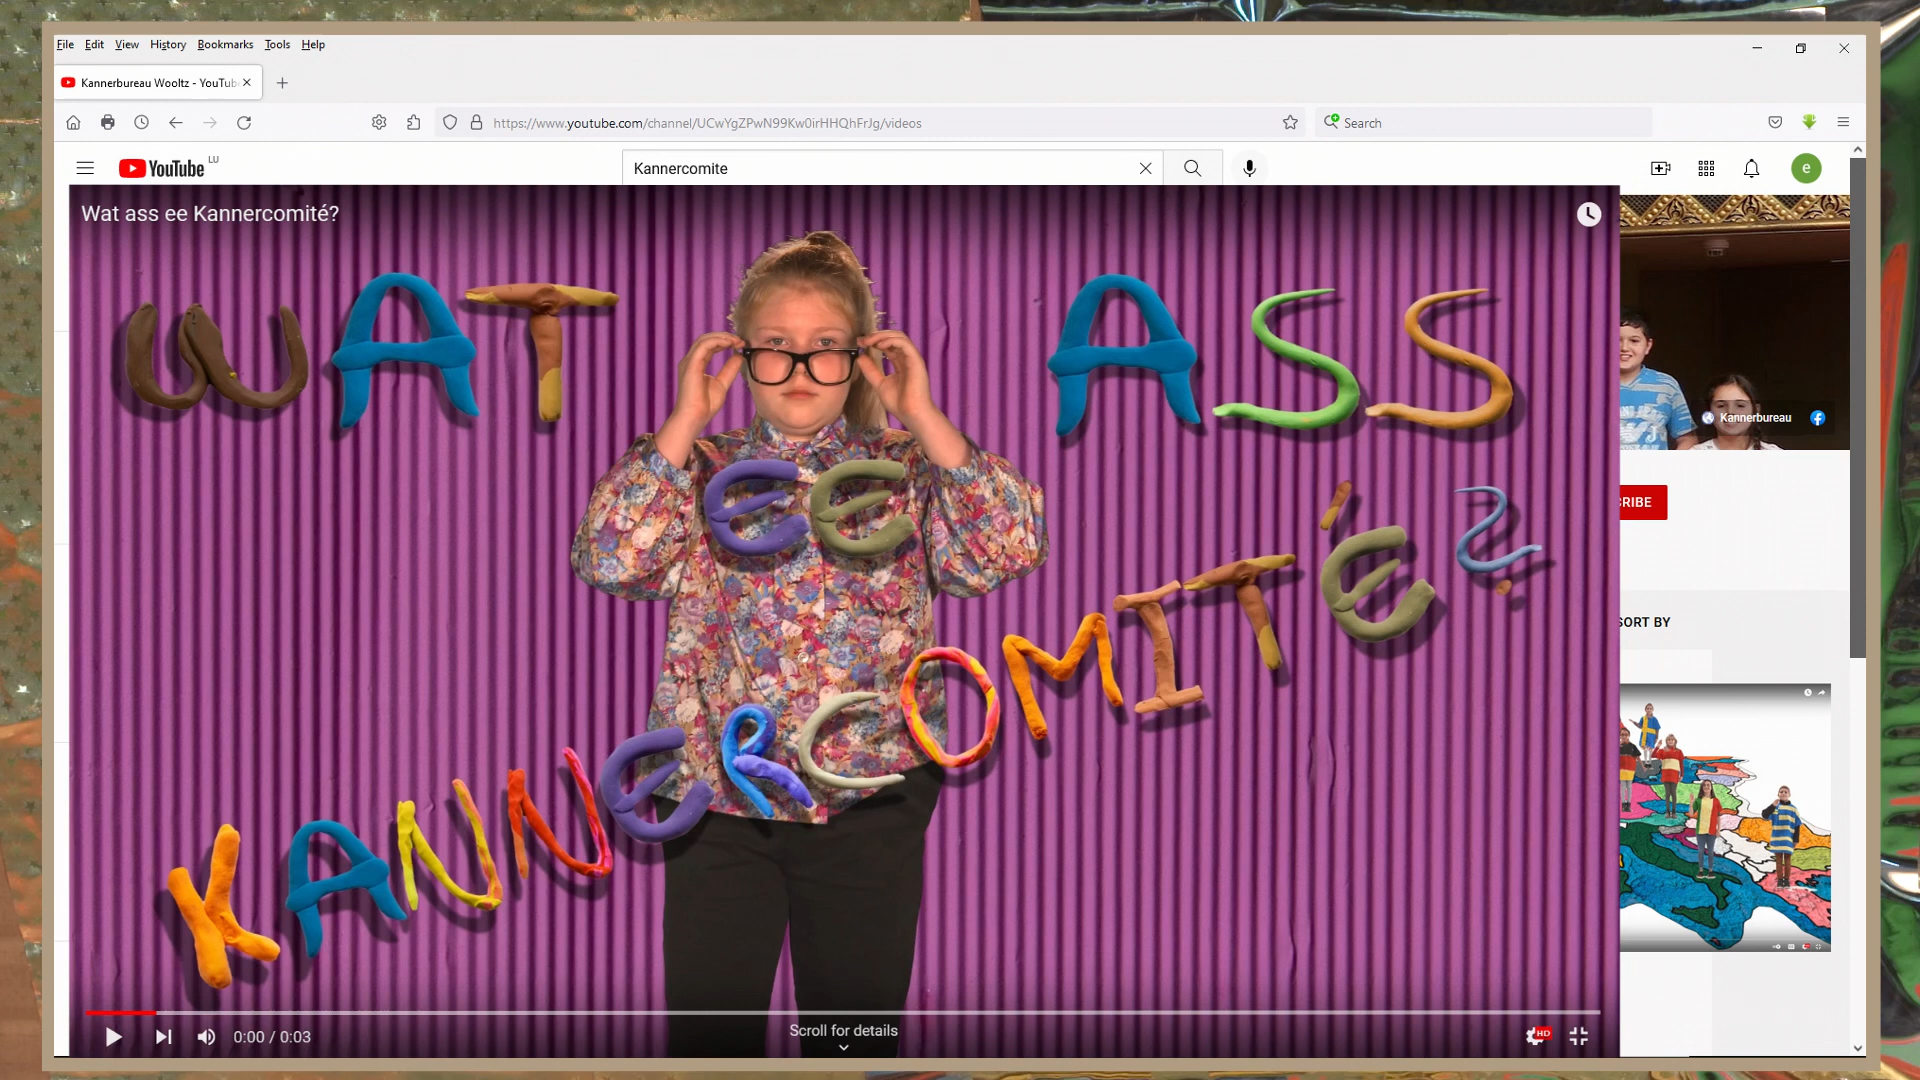 File Edit View History Bookmarks Tools Help
Kannerbureau Wooltz - YouTub
https://www.youtube.com/channel/UCwYgZPwN99Kw0irHHQhFrJg/videos
Search
YouTube LU
Kannercomite
e
Wat ass ee Kannercomité?
WAT ASS
EE
KANNERCOMITÉ?
Kannerbureau
CRIBE
SORT BY
0:00 / 0:03
Scroll for details
HD